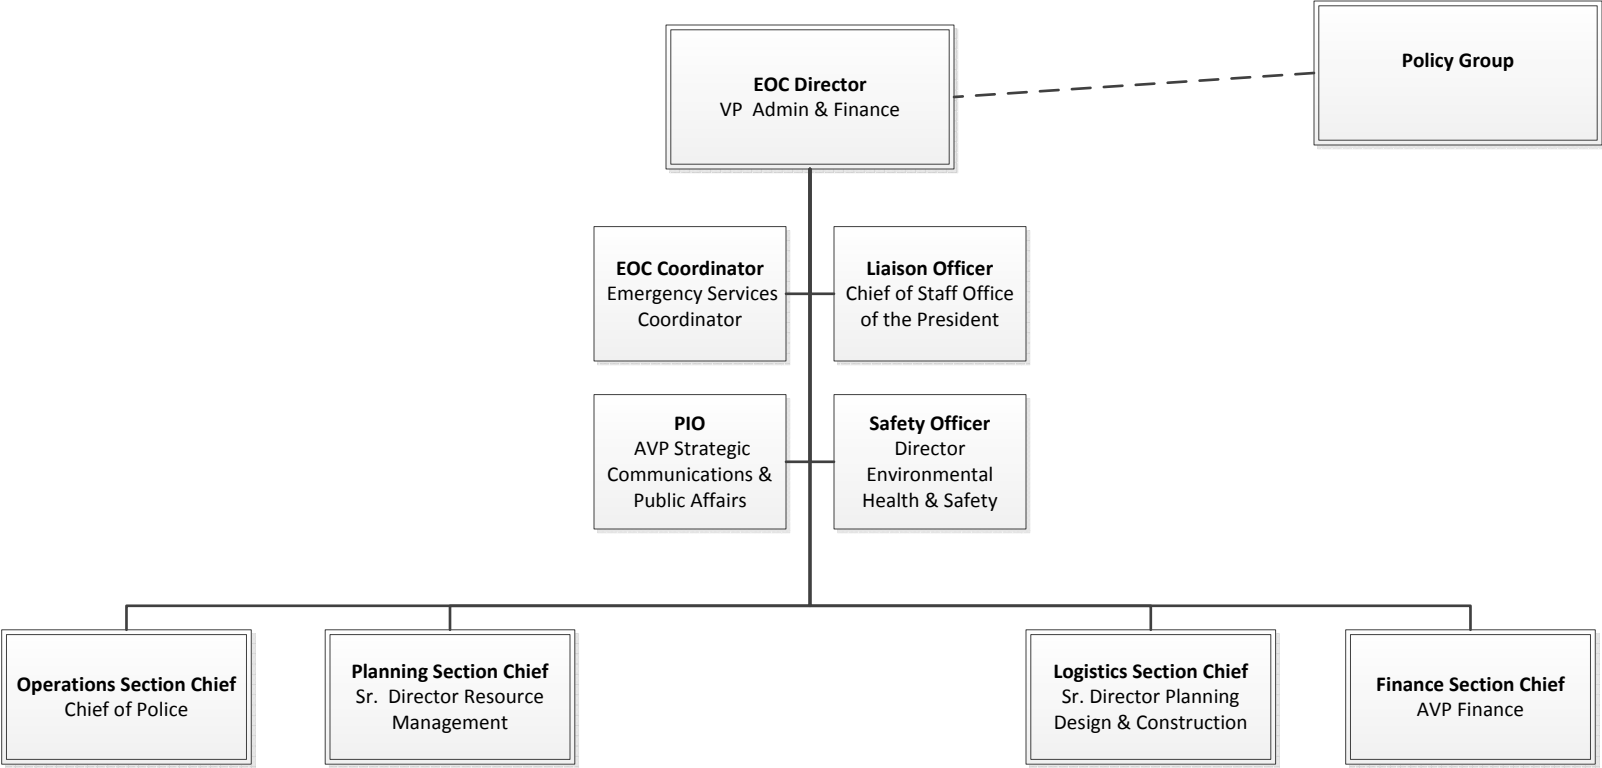 Policy Group
EOC Director
VP Admin & Finance
EOC Coordinator
Emergency Services
Coordinator
Liaison Officer
Chief of Staff Office
of the President
PIO
AVP Strategic
Communications &
Public Affairs
Safety Officer
Director
Environmental
Health & Safety
Operations Section Chief
Chief of Police
Planning Section Chief
Sr. Director Resource
Management
Logistics Section Chief
Sr. Director Planning
Design & Construction
Finance Section Chief
AVP Finance